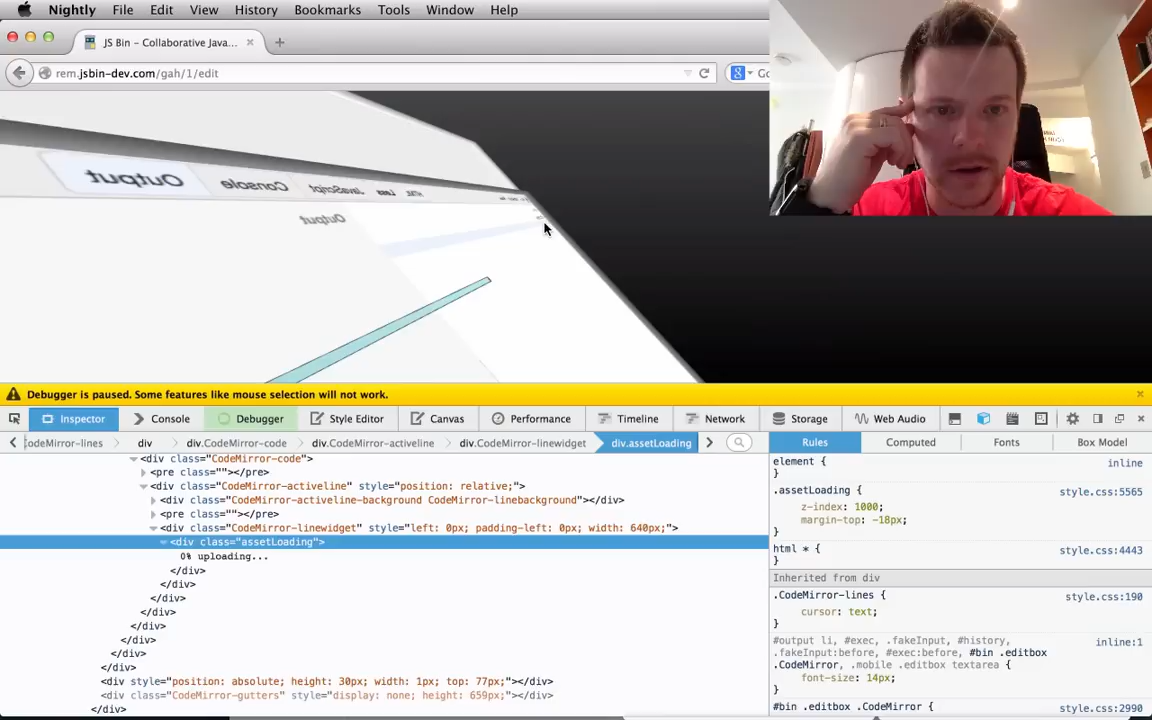 Nightly File Edit View History Bookmarks Tools Window Help
JS Bin - Collaborative Java...
rem.jsbin-dev.com/gah/1/edit
Output Console JavaScript Less HTML
Output
Debugger is paused. Some features like mouse selection will not work.
Inspector Console Debugger Style Editor Canvas Performance Timeline Network Storage Web Audio
CodeMirror-lines div div.CodeMirror-code div.CodeMirror-activeline div.CodeMirror-linewidget div.assetLoading
Rules Computed Fonts Box Model
<div class="CodeMirror-code">
<pre class=""></pre>
<div class="CodeMirror-activeline" style="position: relative;">
<div class="CodeMirror-activeline-background CodeMirror-linebackground"></div>
<pre class=""></pre>
<div class="CodeMirror-linewidget" style="left: 0px; padding-left: 0px; width: 640px;">
<div class="assetLoading">
0% uploading...
</div>
</div>
</div>
</div>
</div>
</div>
</div>
</div>
<div style="position: absolute; height: 30px; width: 1px; top: 77px;"></div>
<div class="CodeMirror-gutters" style="display: none; height: 659px;"></div>
</div>
element { inline
}
.assetLoading { style.css:5565
z-index: 1000;
margin-top: -18px;
}
html * { style.css:4443
}
Inherited from div
.CodeMirror-lines { style.css:190
cursor: text;
}
#output li, #exec, .fakeInput, #history, inline:1
.fakeInput:before, #exec:before, #bin .editbox
.CodeMirror, .mobile .editbox textarea {
font-size: 14px;
}
#bin .editbox .CodeMirror { style.css:2990